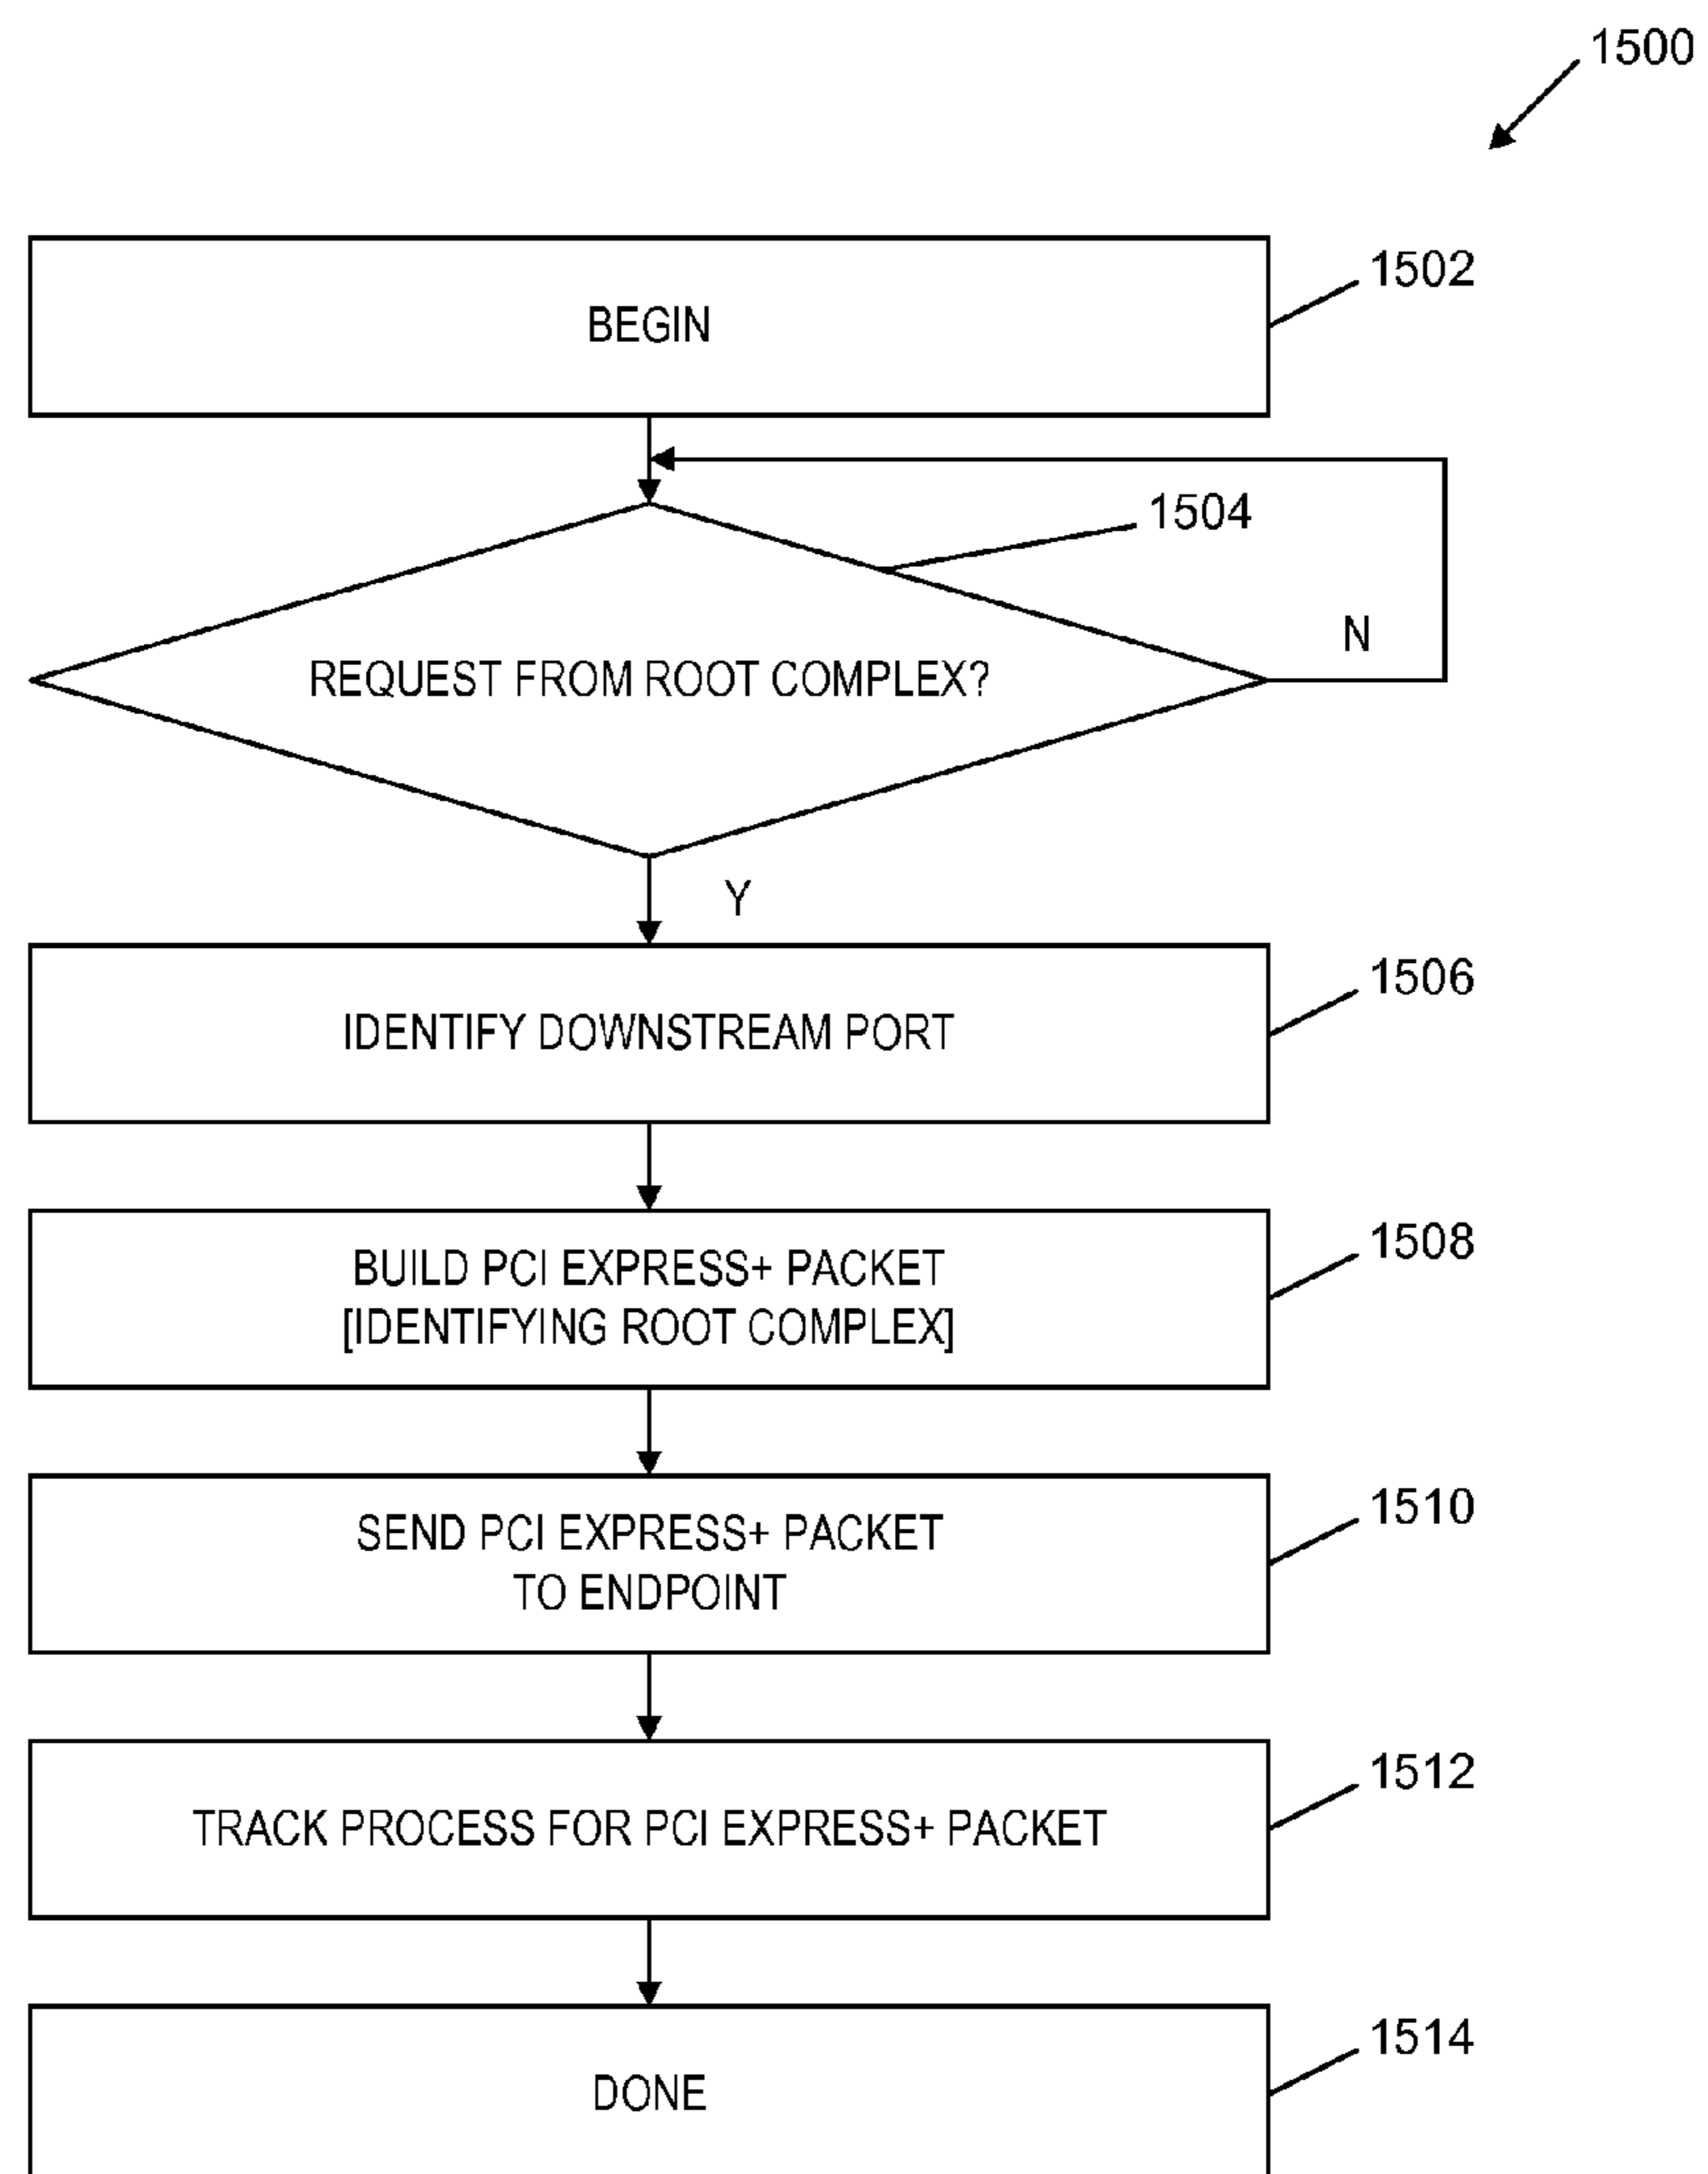 1500
1502
BEGIN
1504
N
REQUEST FROM ROOT COMPLEX?
Y
1506
IDENTIFY DOWNSTREAM PORT
1508
BUILD PCI EXPRESS+ PACKET
[IDENTIFYING ROOT COMPLEX]
1510
SEND PCI EXPRESS+ PACKET
TO ENDPOINT
1512
TRACK PROCESS FOR PCI EXPRESS+ PACKET
1514
DONE